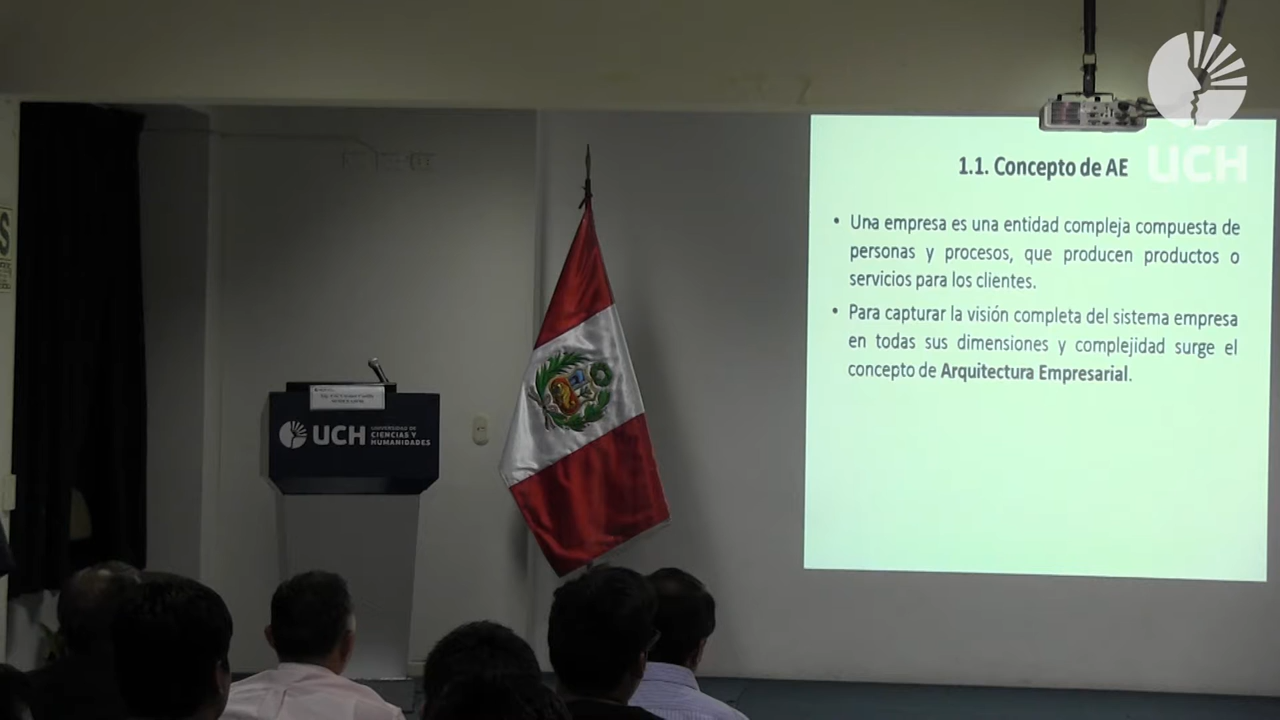 UCH
1.1. Concepto de AE
• Una empresa es una entidad compleja compuesta de
personas y procesos, que producen productos o
servicios para los clientes.
• Para capturar la visión completa del sistema empresa
en todas sus dimensiones y complejidad surge el
concepto de Arquitectura Empresarial.
UCH
UNIVERSIDAD DE
CIENCIAS Y
HUMANIDADES
S